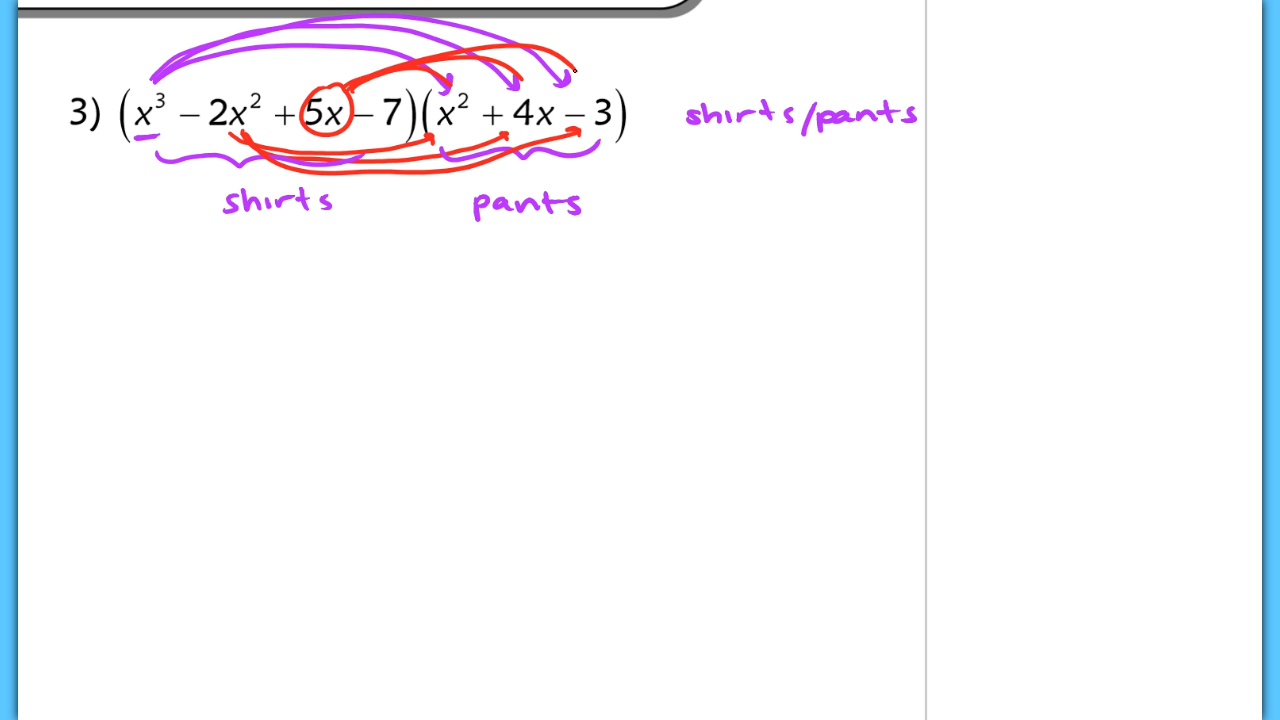 3) (x³ − 2x² + 5x − 7)(x² + 4x − 3) shirts/pants
shirts pants